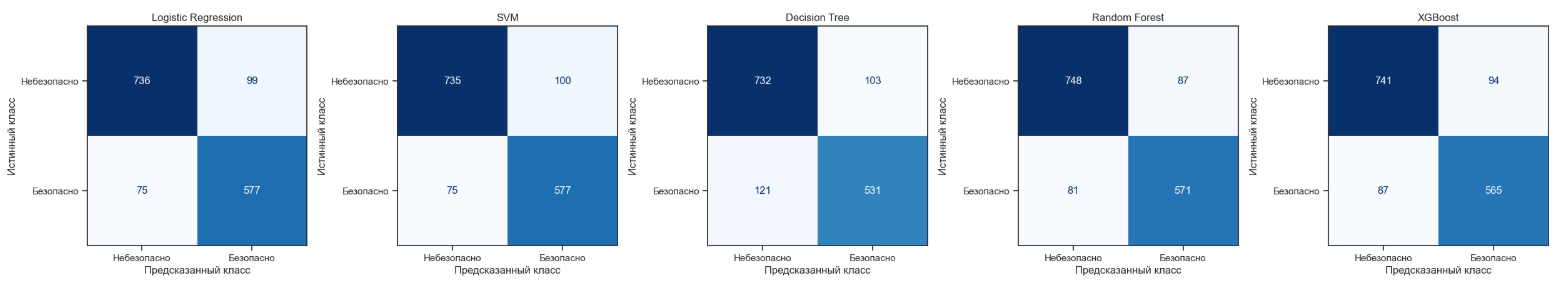 Logistic Regression
Истинный класс
Небезопасно
736
99
Безопасно
75
577
Небезопасно
Безопасно
Предсказанный класс
SVM
Истинный класс
Небезопасно
735
100
Безопасно
75
577
Небезопасно
Безопасно
Предсказанный класс
Decision Tree
Истинный класс
Небезопасно
732
103
Безопасно
121
531
Небезопасно
Безопасно
Предсказанный класс
Random Forest
Истинный класс
Небезопасно
748
87
Безопасно
81
571
Небезопасно
Безопасно
Предсказанный класс
XGBoost
Истинный класс
Небезопасно
741
94
Безопасно
87
565
Небезопасно
Безопасно
Предсказанный класс